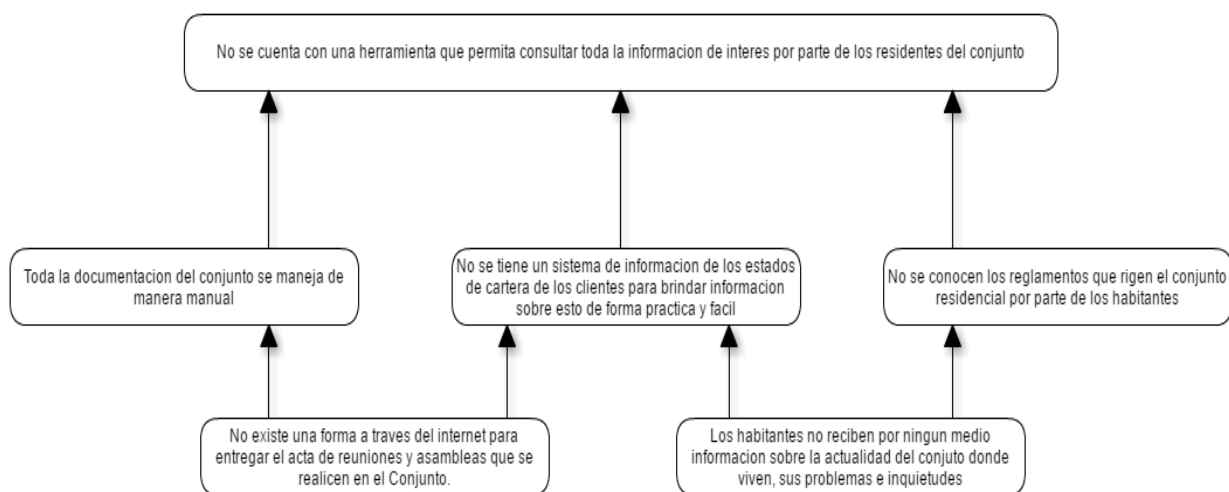 No se cuenta con una herramienta que permita consultar toda la informacion de interes por parte de los residentes del conjunto
Toda la documentacion del conjunto se maneja de
manera manual
No se tiene un sistema de informacion de los estados
de cartera de los clientes para brindar informacion
sobre esto de forma practica y facil
No se conocen los reglamentos que rigen el conjunto
residencial por parte de los habitantes
No existe una forma a traves del internet para
entregar el acta de reuniones y asambleas que se
realicen en el Conjunto.
Los habitantes no reciben por ningun medio
informacion sobre la actualidad del conjuto donde
viven, sus problemas e inquietudes